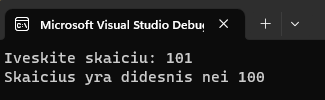 Microsoft Visual Studio Debu
Iveskite skaiciu: 101
Skaicius yra didesnis nei 100